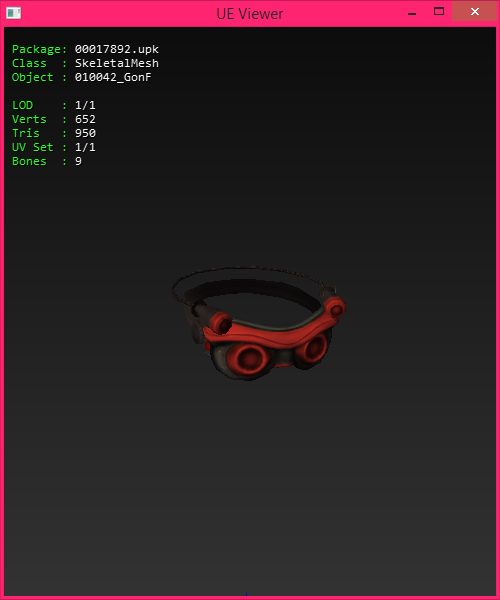 UE Viewer
Package: 00017892.upk
Class : SkeletalMesh
Object : 010042_GonF
LOD : 1/1
Verts : 652
Tris : 950
UV Set : 1/1
Bones : 9